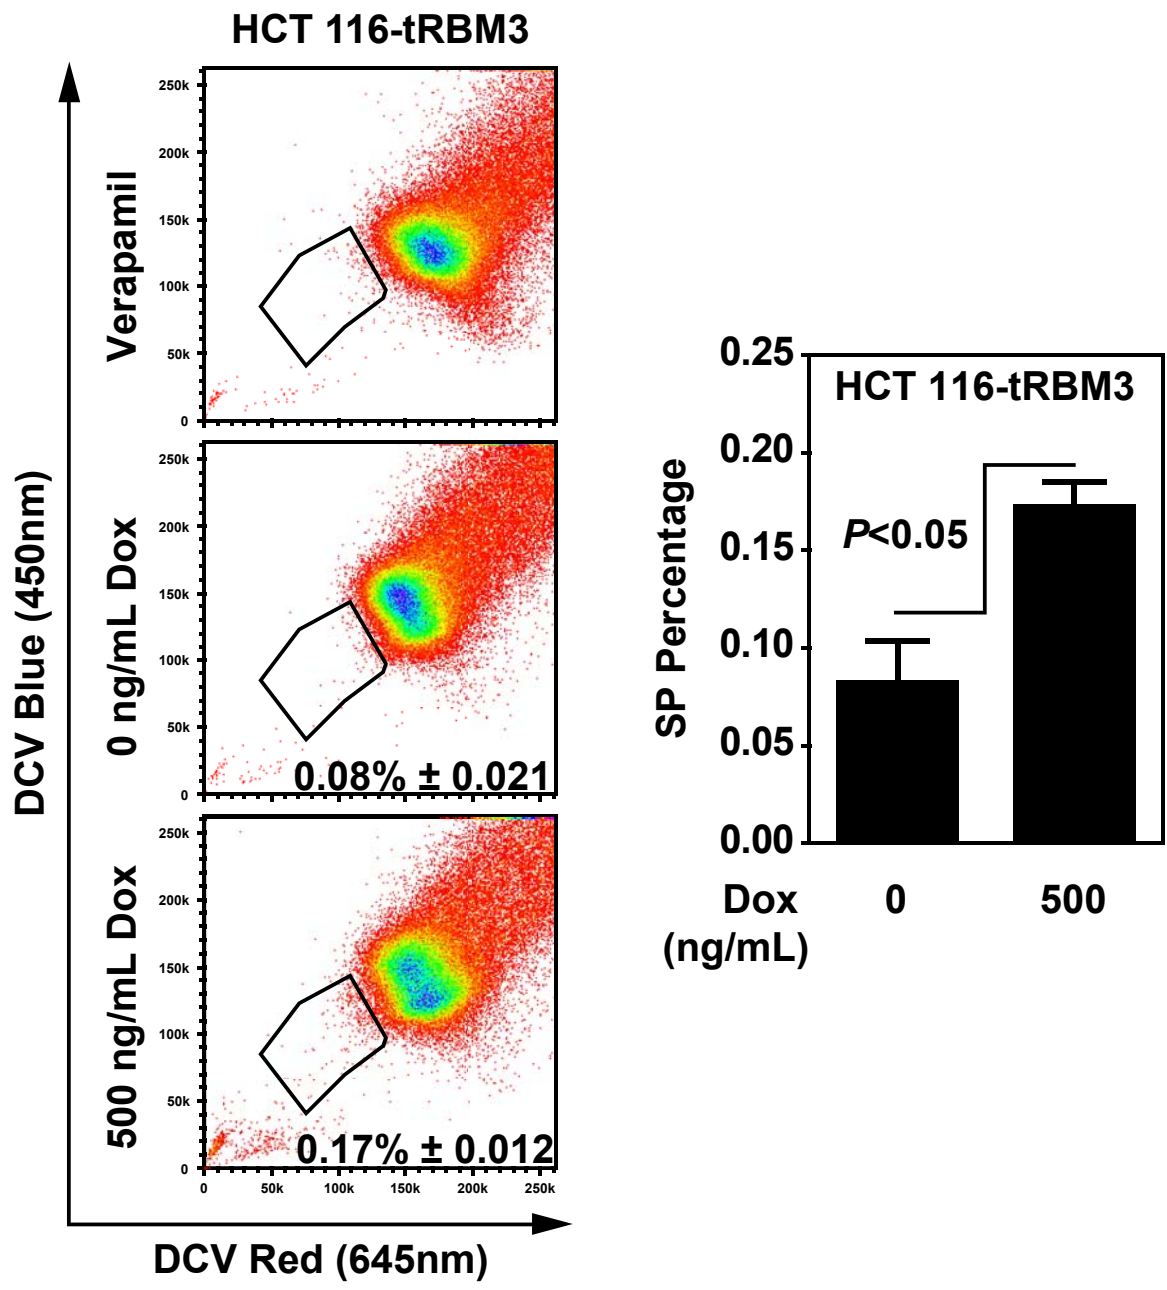 HCT 116-tRBM3
DCV Blue (450nm)
Verapamil
250k
200k
150k
100k
50k
0
0 ng/mL Dox
250k
200k
150k
100k
50k
0
0.08% ± 0.021
500 ng/mL Dox
250k
200k
150k
100k
50k
0
0.17% ± 0.012
0 50k 100k 150k 200k 250k
DCV Red (645nm)
SP Percentage
0.25
0.20
0.15
0.10
0.05
0.00
HCT 116-tRBM3
P<0.05
Dox 0 500
(ng/mL)